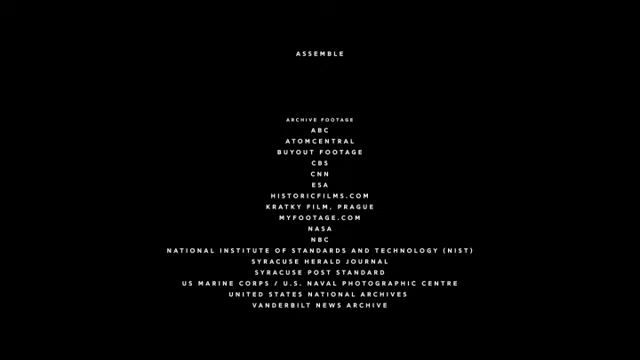 ASSEMBLE
ARCHIVE FOOTAGE
ABC
ATOMCENTRAL
BUYOUT FOOTAGE
CBS
CNN
ESA
HISTORICFILMS.COM
KRATKY FILM, PRAGUE
MYFOOTAGE.COM
NASA
NBC
NATIONAL INSTITUTE OF STANDARDS AND TECHNOLOGY (NIST)
SYRACUSE HERALD JOURNAL
SYRACUSE POST STANDARD
US MARINE CORPS / U.S. NAVAL PHOTOGRAPHIC CENTRE
UNITED STATES NATIONAL ARCHIVES
VANDERBILT NEWS ARCHIVE